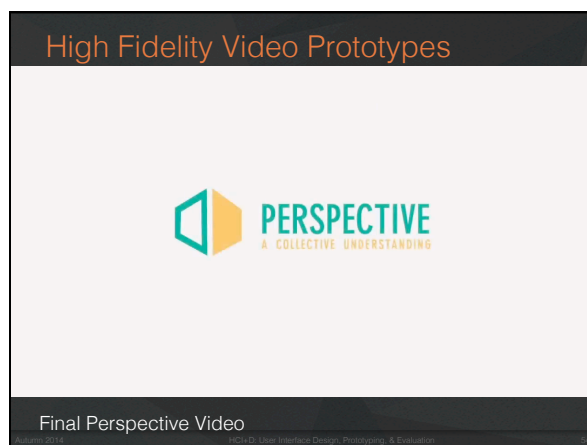 High Fidelity Video Prototypes
PERSPECTIVE
A COLLECTIVE UNDERSTANDING
Final Perspective Video
Autumn 2014
HCI+D: User Interface Design, Prototyping, & Evaluation